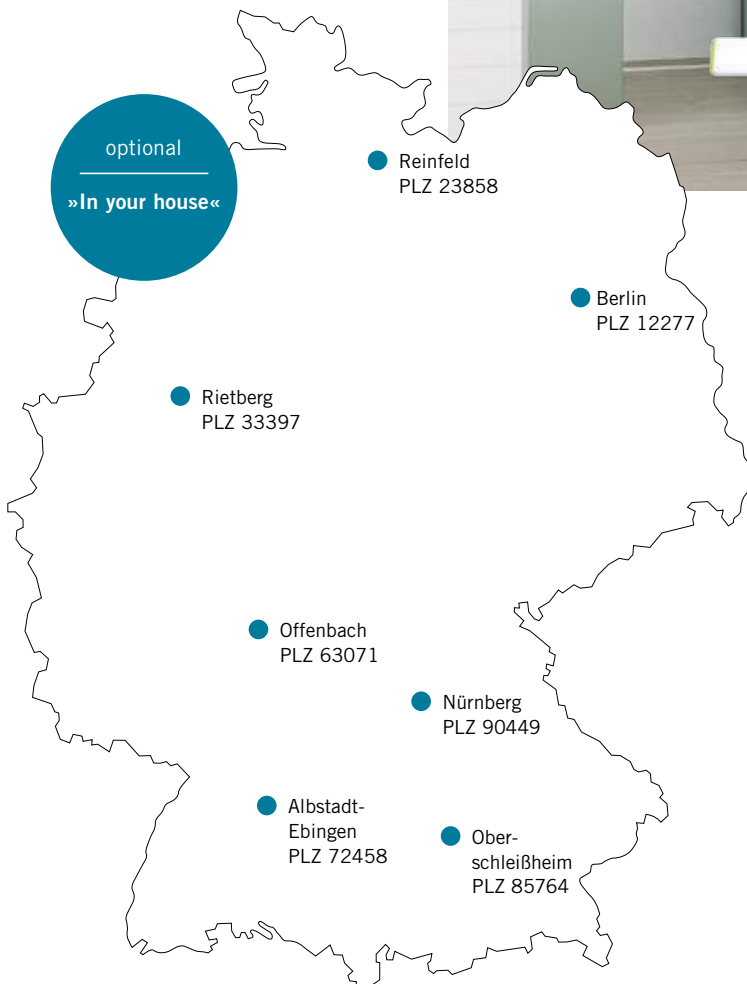 optional
»In your house«
Reinfeld
PLZ 23858
Berlin
PLZ 12277
Rietberg
PLZ 33397
Offenbach
PLZ 63071
Nürnberg
PLZ 90449
Albstadt-
Ebingen
PLZ 72458
Ober-
schleißheim
PLZ 85764